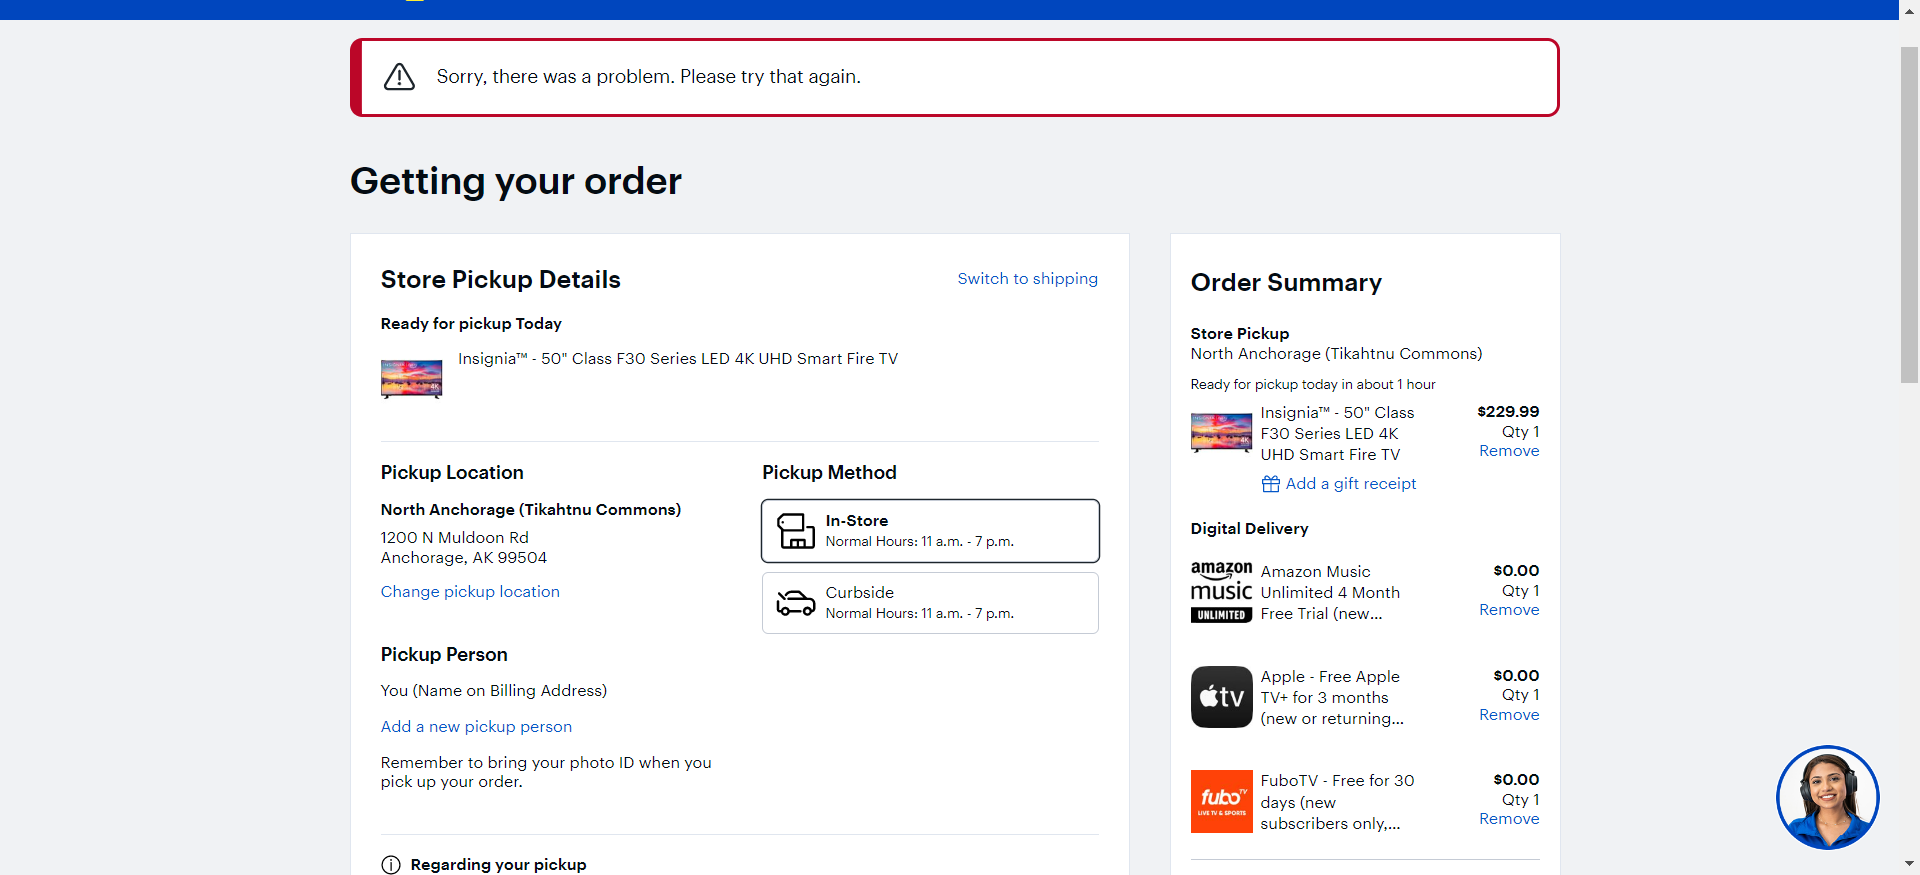 Sorry, there was a problem. Please try that again.
Getting your order
Store Pickup Details
Switch to shipping
Ready for pickup Today
Insignia™ - 50" Class F30 Series LED 4K UHD Smart Fire TV
Pickup Location
North Anchorage (Tikahtnu Commons)
1200 N Muldoon Rd
Anchorage, AK 99504
Change pickup location
Pickup Method
In-Store
Normal Hours: 11 a.m. - 7 p.m.
Curbside
Normal Hours: 11 a.m. - 7 p.m.
Pickup Person
You (Name on Billing Address)
Add a new pickup person
Remember to bring your photo ID when you
pick up your order.
Regarding your pickup
Order Summary
Store Pickup
North Anchorage (Tikahtnu Commons)
Ready for pickup today in about 1 hour
Insignia™ - 50" Class
F30 Series LED 4K
UHD Smart Fire TV
$229.99
Qty 1
Remove
Add a gift receipt
Digital Delivery
amazon
music
UNLIMITED
Amazon Music
Unlimited 4 Month
Free Trial (new...
$0.00
Qty 1
Remove
tv
Apple - Free Apple
TV+ for 3 months
(new or returning...
$0.00
Qty 1
Remove
fubo TV
LIVE TV & SPORTS
FuboTV - Free for 30
days (new
subscribers only,...
$0.00
Qty 1
Remove